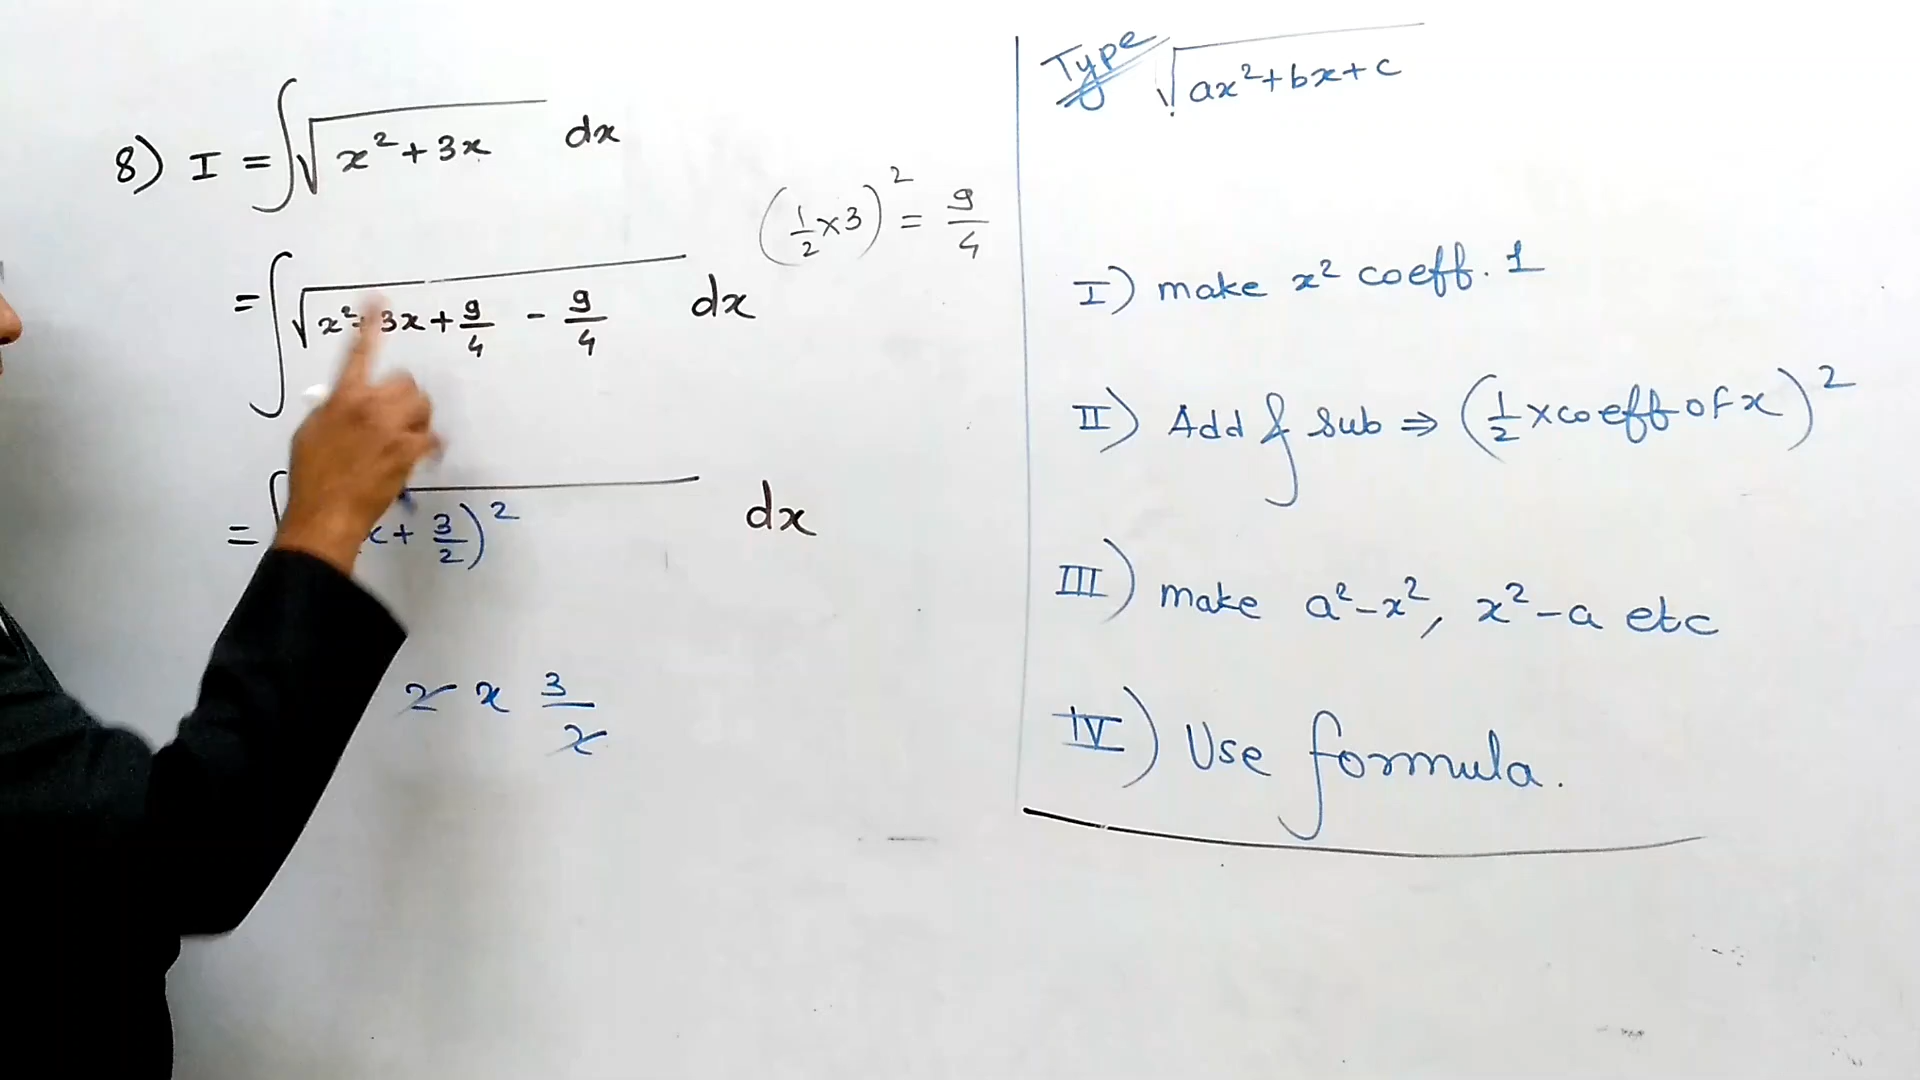 8) I = ∫√(x² + 3x) dx
(1/2 × 3)² = 9/4
= ∫√(x² + 3x + 9/4 - 9/4) dx
= ∫ x + 3/2)² dx
2 x 3/2
Type √(ax² + bx + c)
I) make x² coeff. 1
II) Add & Sub ⇒ (1/2 × coeff of x)²
III) make a² - x², x² - a etc
IV) Use formula.